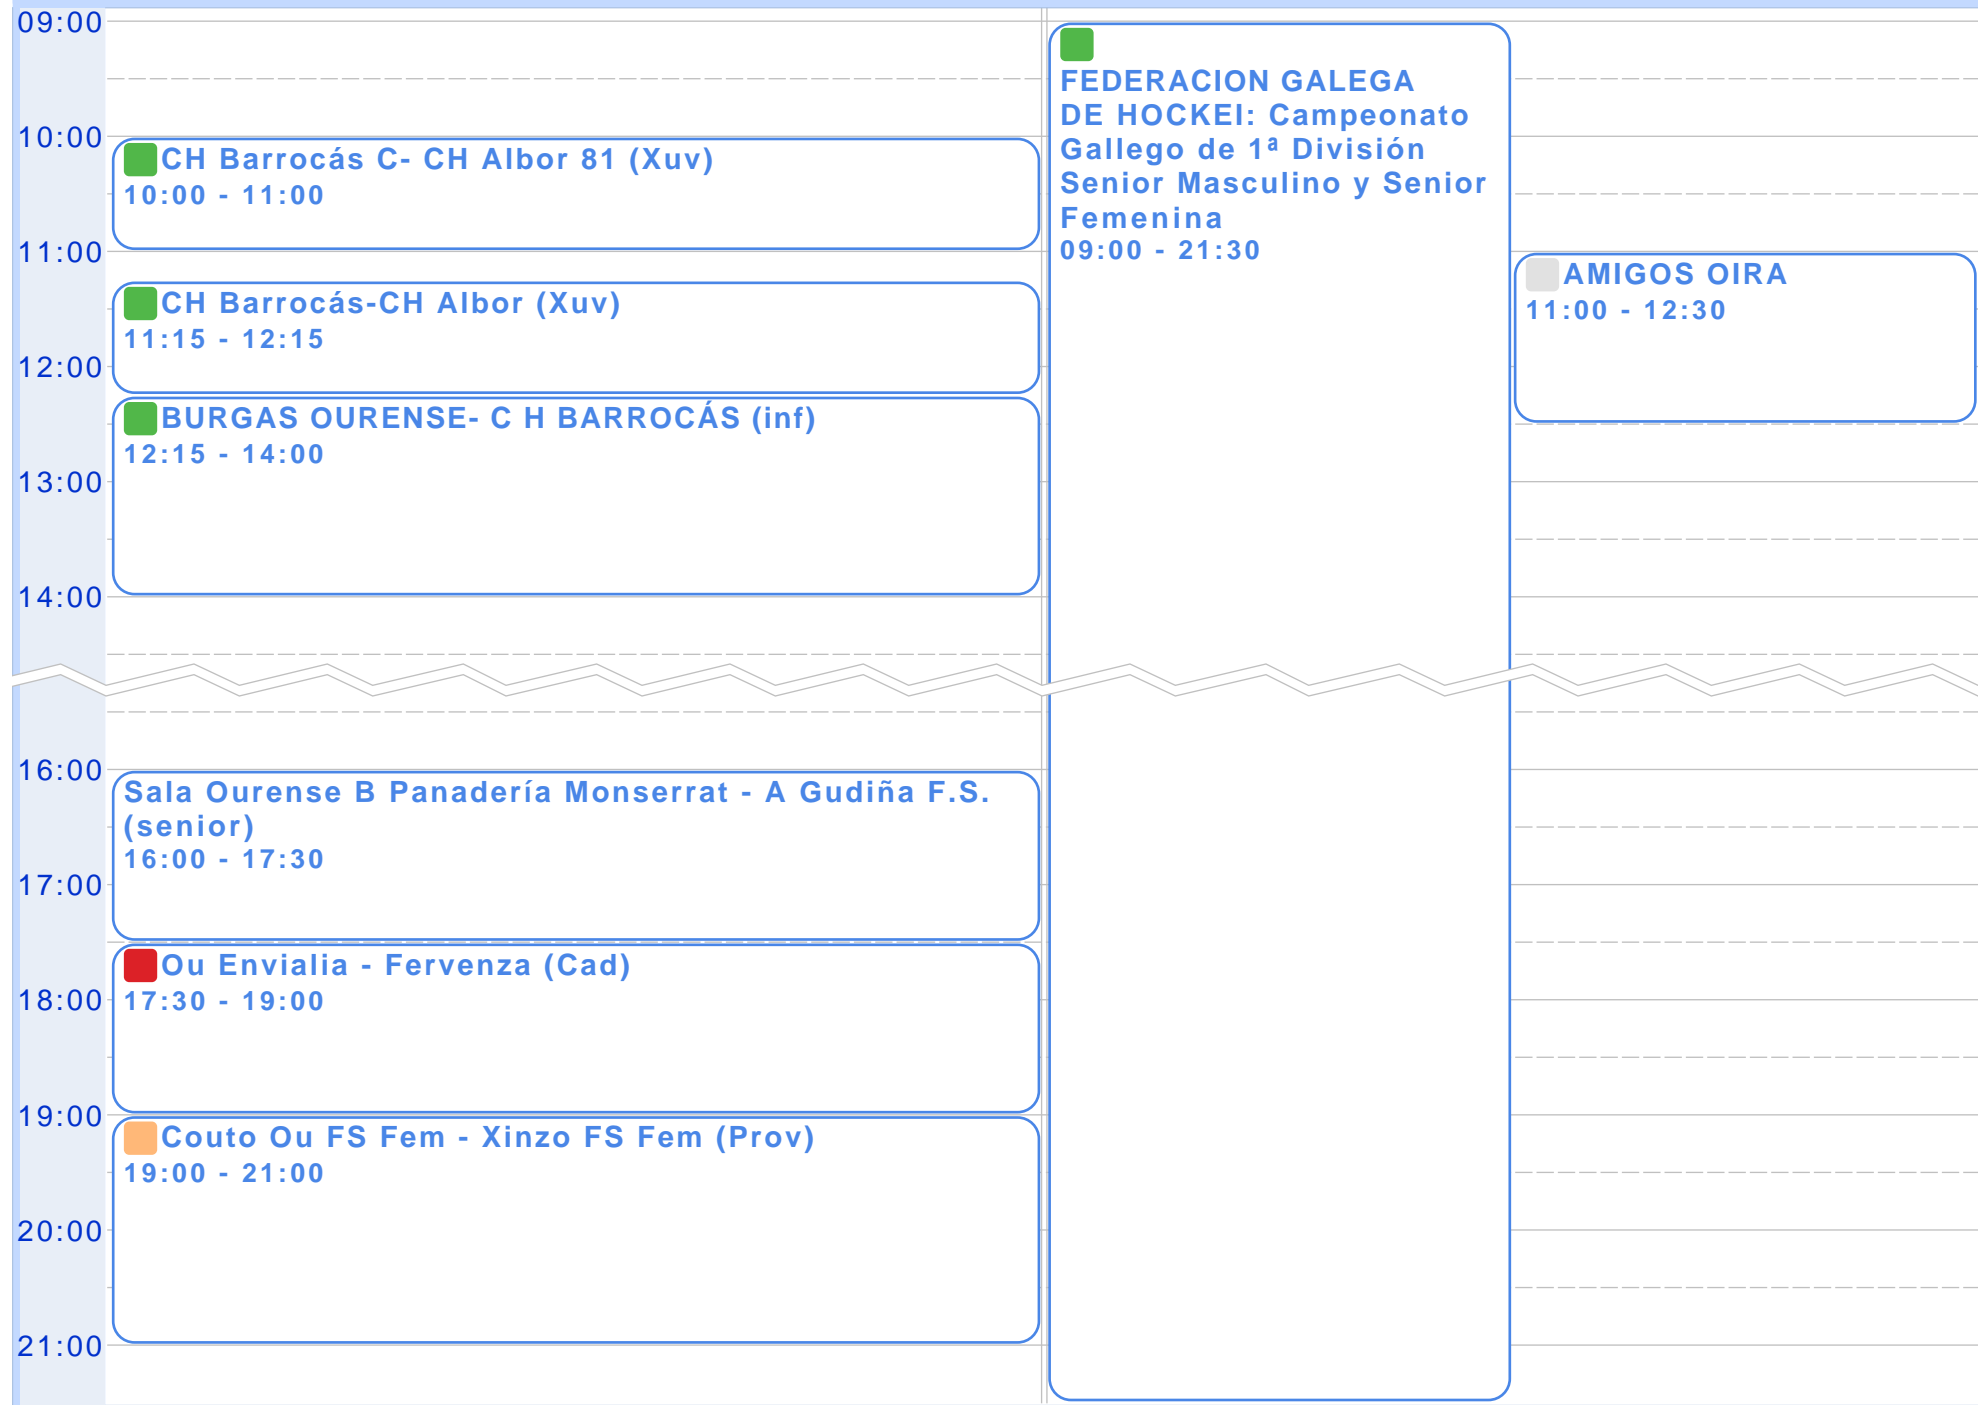 09:00
10:00
11:00
12:00
13:00
14:00
16:00
17:00
18:00
19:00
20:00
21:00
CH Barrocás C- CH Albor 81 (Xuv)
10:00 - 11:00
CH Barrocás-CH Albor (Xuv)
11:15 - 12:15
BURGAS OURENSE- C H BARROCÁS (inf)
12:15 - 14:00
Sala Ourense B Panadería Monserrat - A Gudiña F.S.
(senior)
16:00 - 17:30
Ou Envialia - Fervenza (Cad)
17:30 - 19:00
Couto Ou FS Fem - Xinzo FS Fem (Prov)
19:00 - 21:00
FEDERACION GALEGA
DE HOCKEI: Campeonato
Gallego de 1ª División
Senior Masculino y Senior
Femenina
09:00 - 21:30
AMIGOS OIRA
11:00 - 12:30